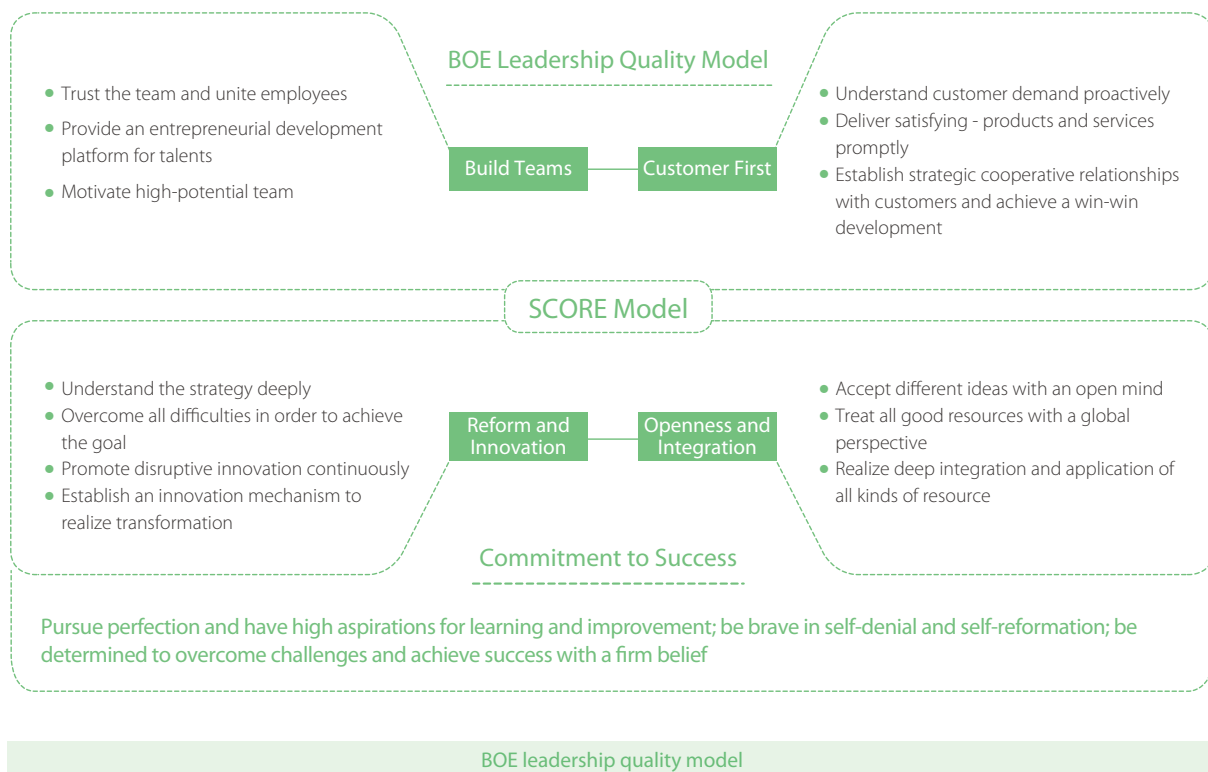 BOE Leadership Quality Model
Trust the team and unite employees
Provide an entrepreneurial development
platform for talents
Motivate high-potential team
Build Teams
Customer First
Understand customer demand proactively
Deliver satisfying - products and services
promptly
Establish strategic cooperative relationships
with customers and achieve a win-win
development
SCORE Model
Understand the strategy deeply
Overcome all difficulties in order to achieve
the goal
Promote disruptive innovation continuously
Establish an innovation mechanism to
realize transformation
Reform and
Innovation
Openness and
Integration
Accept different ideas with an open mind
Treat all good resources with a global
perspective
Realize deep integration and application of
all kinds of resource
Commitment to Success
Pursue perfection and have high aspirations for learning and improvement; be brave in self-denial and self-reformation; be
determined to overcome challenges and achieve success with a firm belief
BOE leadership quality model